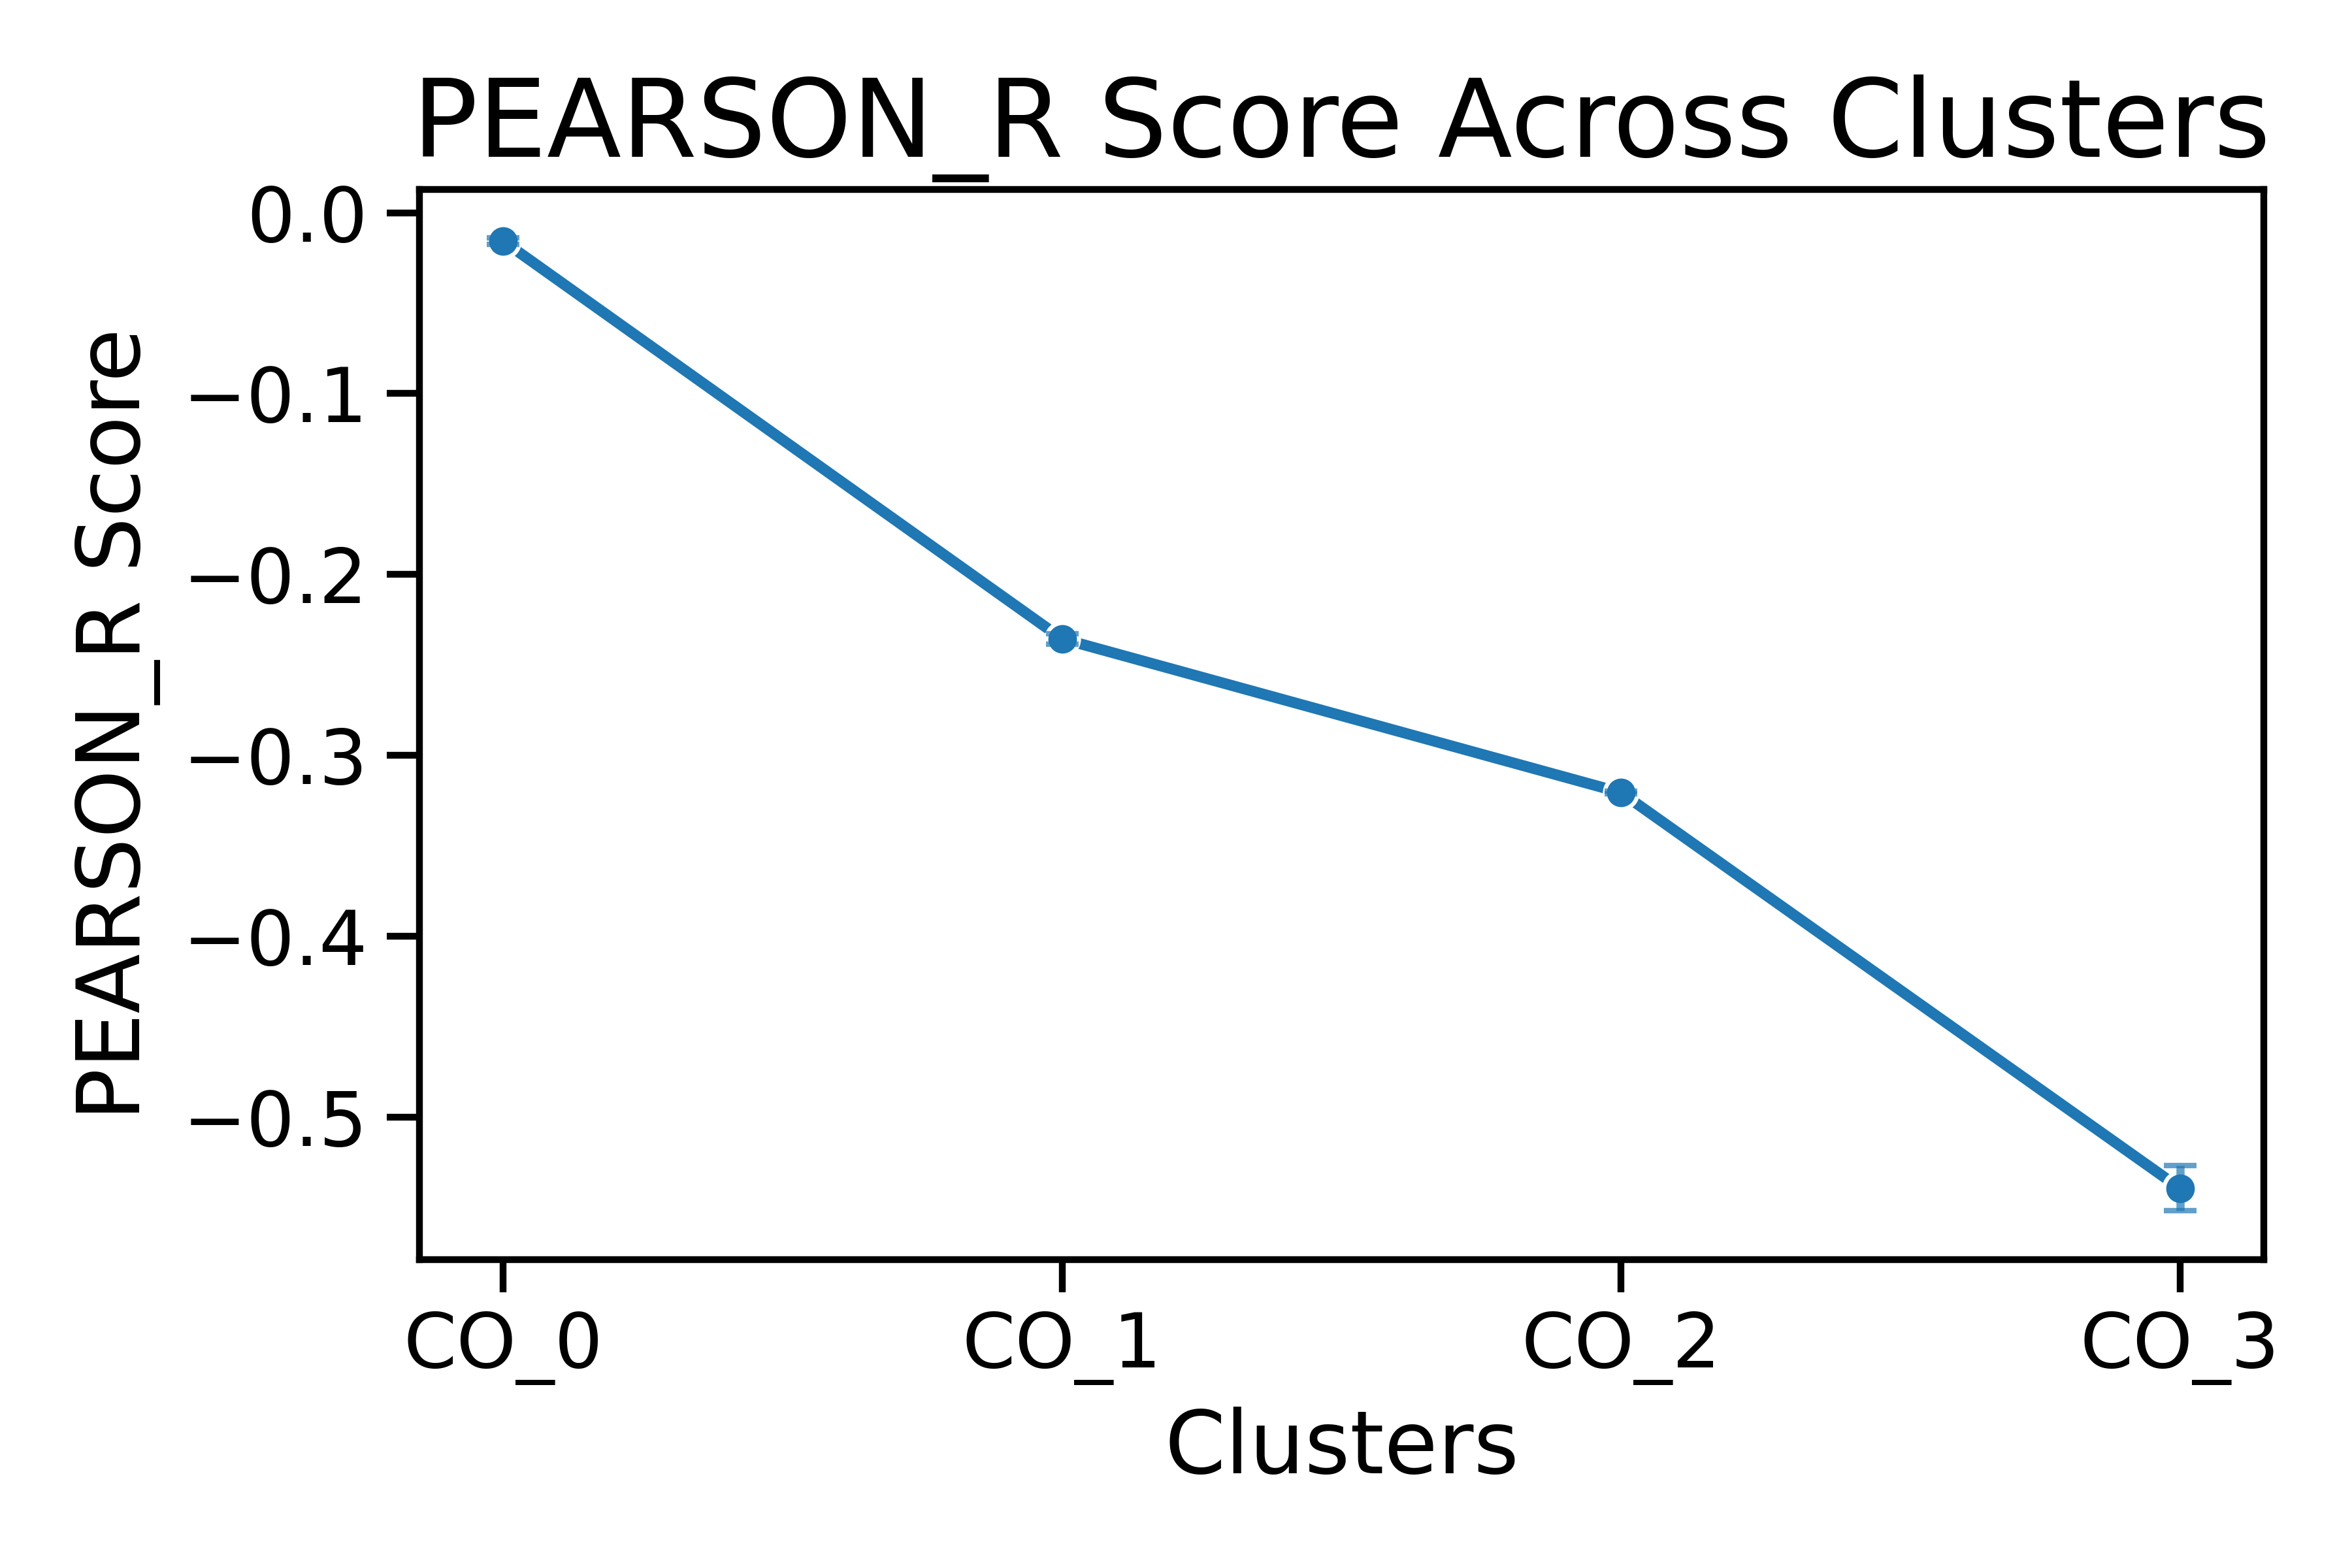 PEARSON_R Score Across Clusters
PEARSON_R Score
0.0
−0.1
−0.2
−0.3
−0.4
−0.5
CO_0 CO_1 CO_2 CO_3
Clusters